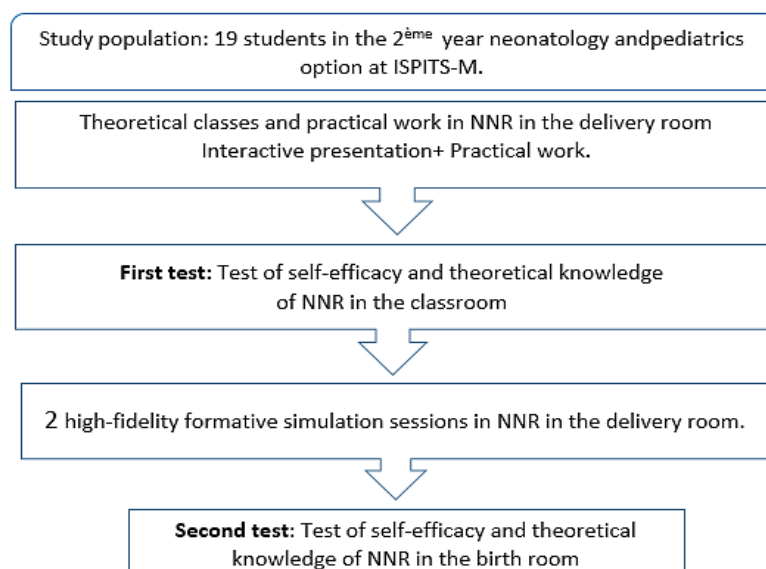 Study population: 19 students in the 2ème year neonatology andpediatrics
option at ISPITS-M.
Theoretical classes and practical work in NNR in the delivery room
Interactive presentation+ Practical work.
First test: Test of self-efficacy and theoretical knowledge
of NNR in the classroom
2 high-fidelity formative simulation sessions in NNR in the delivery room.
Second test: Test of self-efficacy and theoretical
knowledge of NNR in the birth room